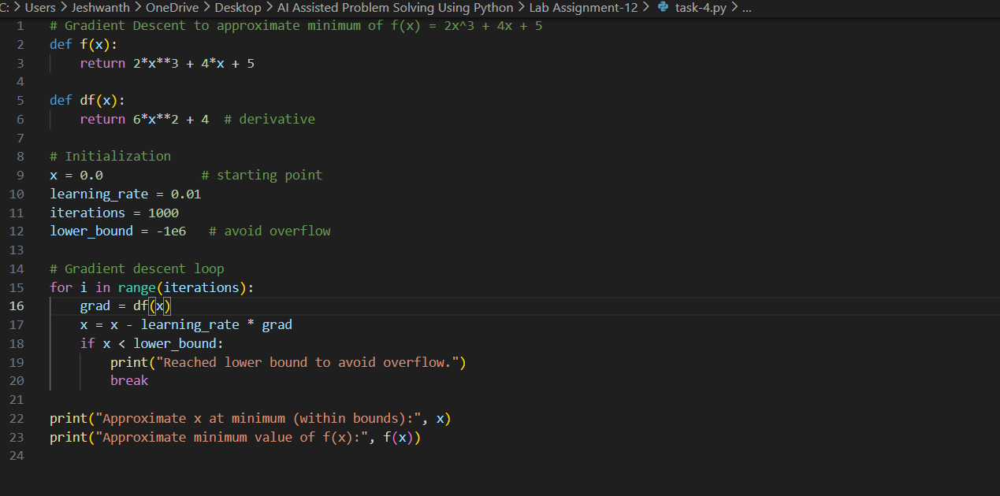 C: > Users > Jeshwanth > OneDrive > Desktop > AI Assisted Problem Solving Using Python > Lab Assignment-12 > task-4.py > ...
1 # Gradient Descent to approximate minimum of f(x) = 2x^3 + 4x + 5
2 def f(x):
3     return 2*x**3 + 4*x + 5
4
5 def df(x):
6     return 6*x**2 + 4  # derivative
7
8 # Initialization
9 x = 0.0             # starting point
10 learning_rate = 0.01
11 iterations = 1000
12 lower_bound = -1e6   # avoid overflow
13
14 # Gradient descent loop
15 for i in range(iterations):
16     grad = df(x)
17     x = x - learning_rate * grad
18     if x < lower_bound:
19         print("Reached lower bound to avoid overflow.")
20         break
21
22 print("Approximate x at minimum (within bounds):", x)
23 print("Approximate minimum value of f(x):", f(x))
24